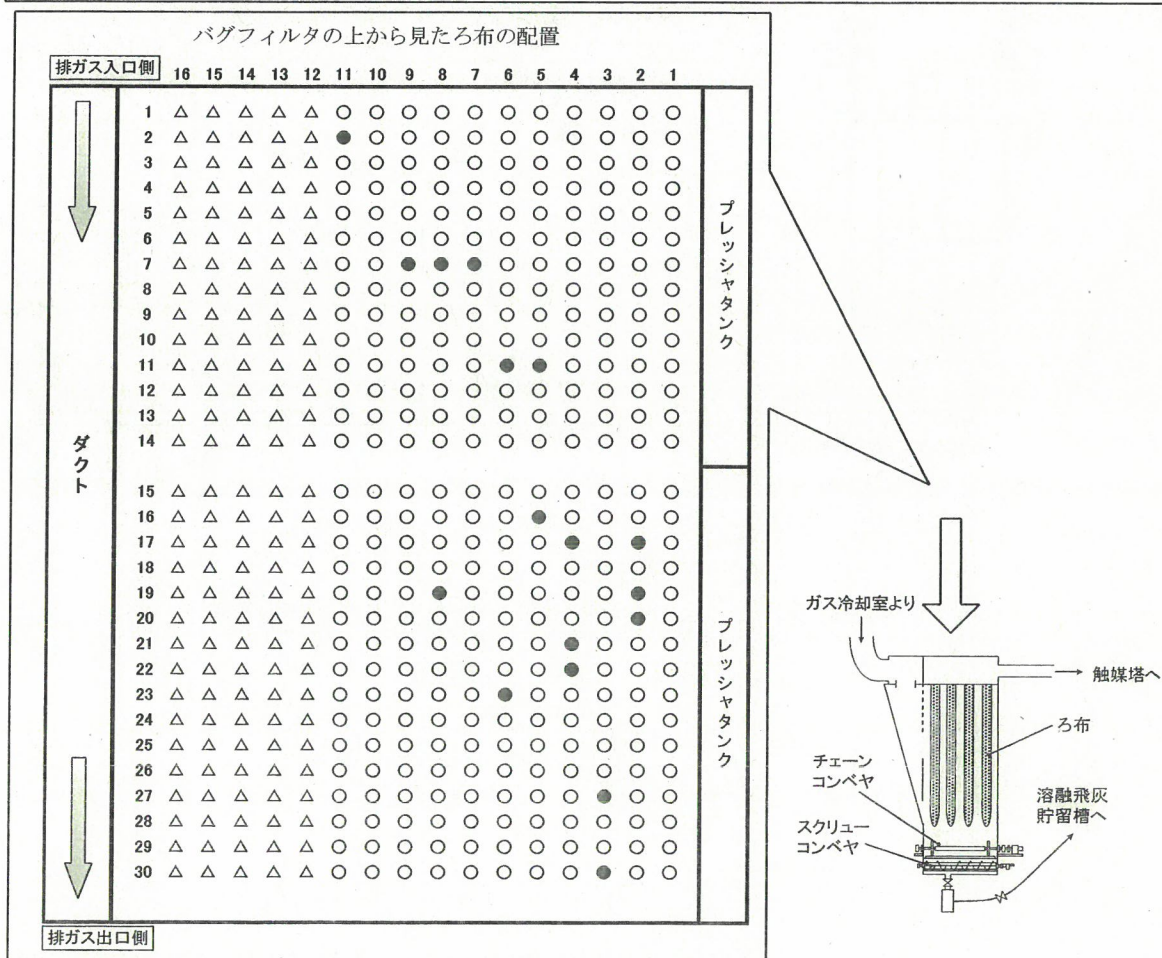 バグフィルタの上から見たろ布の配置
排ガス入口側
16 15 14 13 12 11 10 9 8 7 6 5 4 3 2 1
1 △ △ △ △ △ ○ ○ ○ ○ ○ ○ ○ ○ ○ ○ ○
2 △ △ △ △ △ ● ○ ○ ○ ○ ○ ○ ○ ○ ○ ○
3 △ △ △ △ △ ○ ○ ○ ○ ○ ○ ○ ○ ○ ○ ○
4 △ △ △ △ △ ○ ○ ○ ○ ○ ○ ○ ○ ○ ○ ○
5 △ △ △ △ △ ○ ○ ○ ○ ○ ○ ○ ○ ○ ○ ○
6 △ △ △ △ △ ○ ○ ○ ○ ○ ○ ○ ○ ○ ○ ○
7 △ △ △ △ △ ○ ○ ● ● ● ○ ○ ○ ○ ○ ○
8 △ △ △ △ △ ○ ○ ○ ○ ○ ○ ○ ○ ○ ○ ○
9 △ △ △ △ △ ○ ○ ○ ○ ○ ○ ○ ○ ○ ○ ○
10 △ △ △ △ △ ○ ○ ○ ○ ○ ○ ○ ○ ○ ○ ○
11 △ △ △ △ △ ○ ○ ○ ○ ○ ● ● ○ ○ ○ ○
12 △ △ △ △ △ ○ ○ ○ ○ ○ ○ ○ ○ ○ ○ ○
13 △ △ △ △ △ ○ ○ ○ ○ ○ ○ ○ ○ ○ ○ ○
14 △ △ △ △ △ ○ ○ ○ ○ ○ ○ ○ ○ ○ ○ ○
プレッシャタンク
ダクト
15 △ △ △ △ △ ○ ○ ○ ○ ○ ○ ○ ○ ○ ○ ○
16 △ △ △ △ △ ○ ○ ○ ○ ○ ○ ● ○ ○ ○ ○
17 △ △ △ △ △ ○ ○ ○ ○ ○ ○ ○ ● ○ ● ○
18 △ △ △ △ △ ○ ○ ○ ○ ○ ○ ○ ○ ○ ○ ○
19 △ △ △ △ △ ○ ○ ○ ● ○ ○ ○ ○ ○ ● ○
20 △ △ △ △ △ ○ ○ ○ ○ ○ ○ ○ ○ ○ ● ○
21 △ △ △ △ △ ○ ○ ○ ○ ○ ○ ○ ● ○ ○ ○
22 △ △ △ △ △ ○ ○ ○ ○ ○ ○ ○ ● ○ ○ ○
23 △ △ △ △ △ ○ ○ ○ ○ ○ ● ○ ○ ○ ○ ○
24 △ △ △ △ △ ○ ○ ○ ○ ○ ○ ○ ○ ○ ○ ○
25 △ △ △ △ △ ○ ○ ○ ○ ○ ○ ○ ○ ○ ○ ○
26 △ △ △ △ △ ○ ○ ○ ○ ○ ○ ○ ○ ○ ○ ○
27 △ △ △ △ △ ○ ○ ○ ○ ○ ○ ○ ○ ● ○ ○
28 △ △ △ △ △ ○ ○ ○ ○ ○ ○ ○ ○ ○ ○ ○
29 △ △ △ △ △ ○ ○ ○ ○ ○ ○ ○ ○ ○ ○ ○
30 △ △ △ △ △ ○ ○ ○ ○ ○ ○ ○ ○ ● ○ ○
プレッシャタンク
排ガス出口側
ガス冷却室より
触媒塔へ
ろ布
チェーン
コンベヤ
溶融飛灰
貯留槽へ
スクリュー
コンベヤ